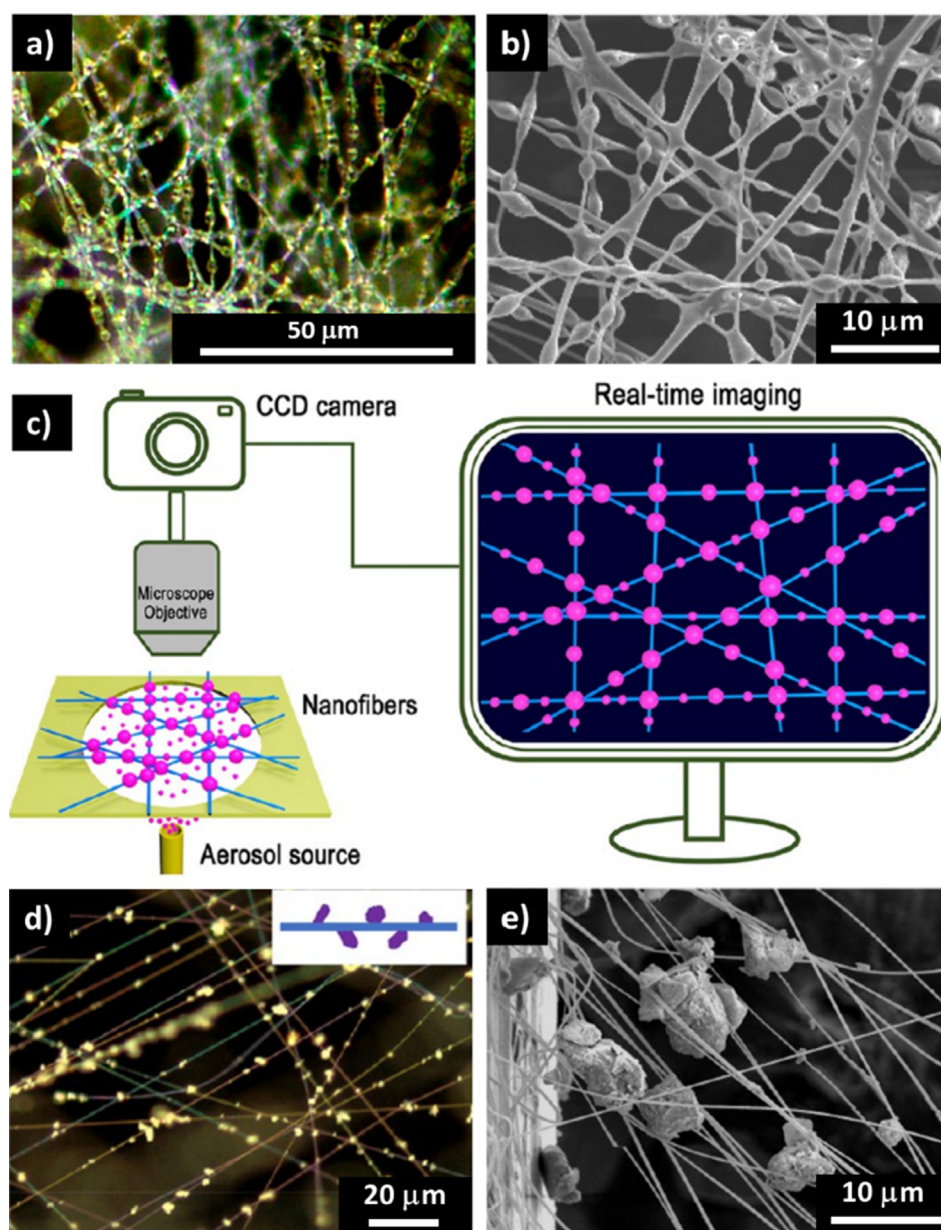 a)
b)
50 μm
10 μm
c)
CCD camera
Real-time imaging
Microscope
Objective
Nanofibers
Aerosol source
d)
e)
20 μm
10 μm